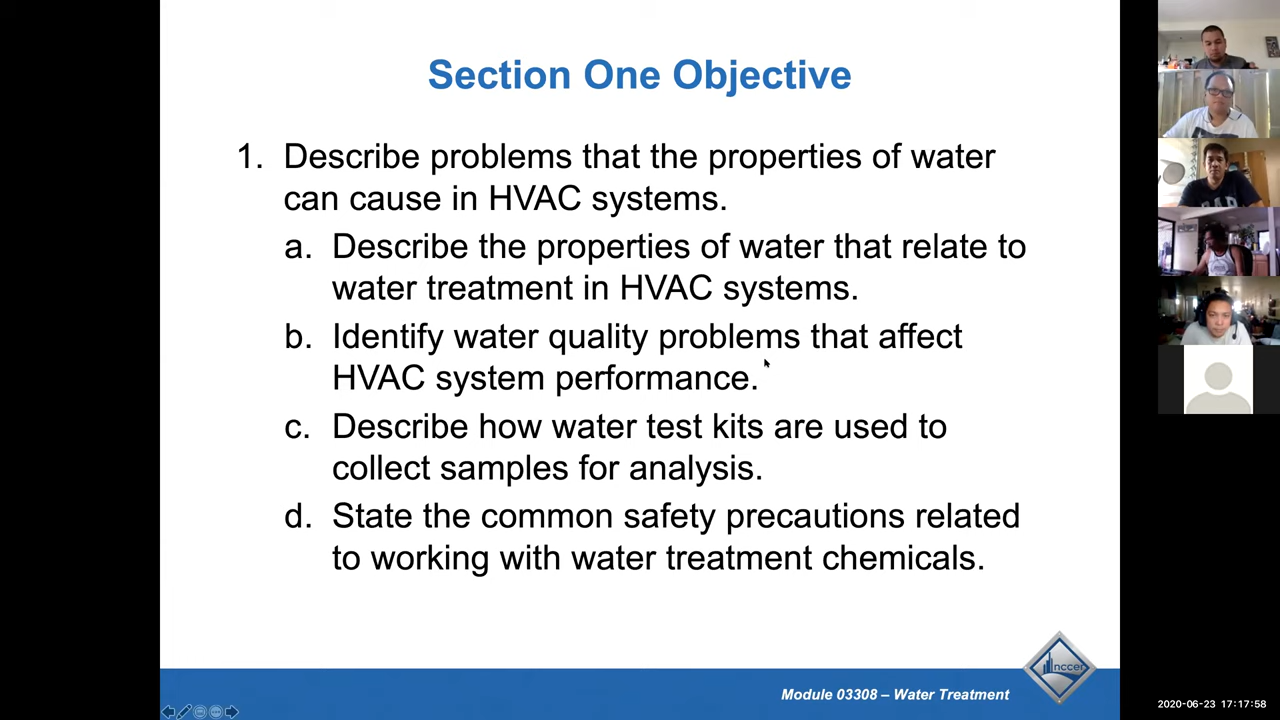 Section One Objective
1. Describe problems that the properties of water
can cause in HVAC systems.
a. Describe the properties of water that relate to
water treatment in HVAC systems.
b. Identify water quality problems that affect
HVAC system performance.
c. Describe how water test kits are used to
collect samples for analysis.
d. State the common safety precautions related
to working with water treatment chemicals.
nccer
Module 03308 – Water Treatment
2020-06-23 17:17:58